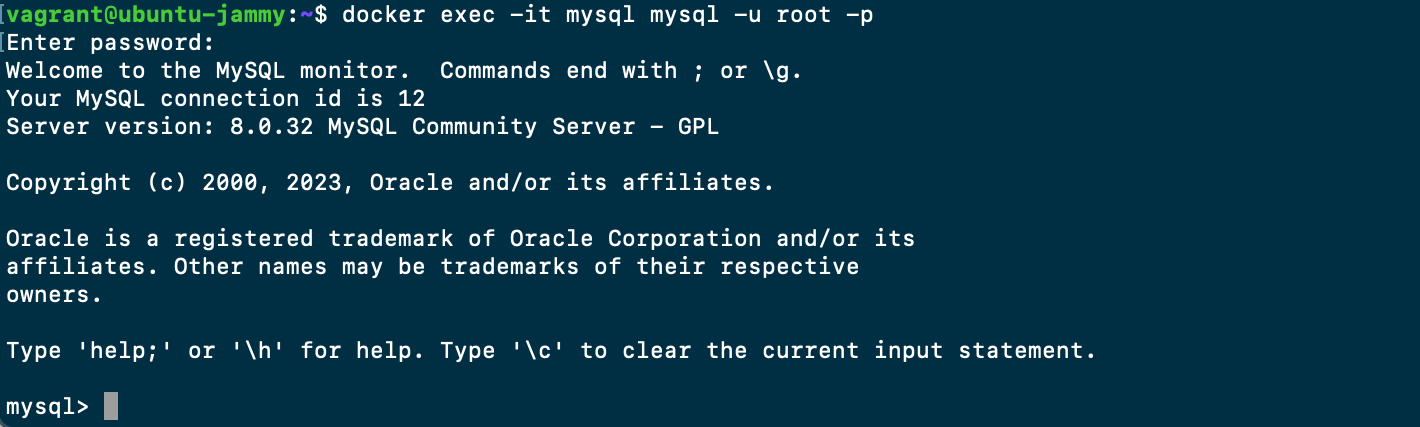 vagrant@ubuntu-jammy:~$ docker exec -it mysql mysql -u root -p
Enter password:
Welcome to the MySQL monitor.  Commands end with ; or \g.
Your MySQL connection id is 12
Server version: 8.0.32 MySQL Community Server - GPL

Copyright (c) 2000, 2023, Oracle and/or its affiliates.

Oracle is a registered trademark of Oracle Corporation and/or its
affiliates. Other names may be trademarks of their respective
owners.

Type 'help;' or '\h' for help. Type '\c' to clear the current input statement.

mysql>